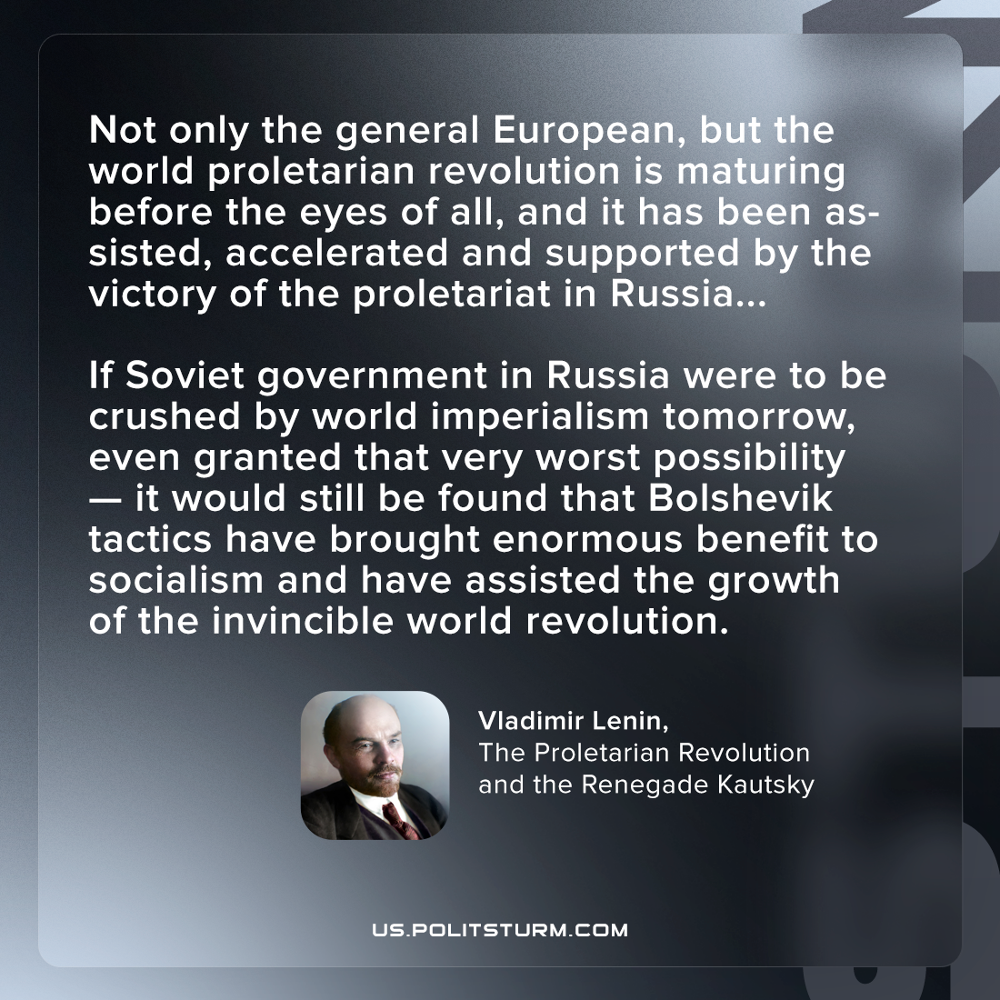 Not only the general European, but the
world proletarian revolution is maturing
before the eyes of all, and it has been as-
sisted, accelerated and supported by the
victory of the proletariat in Russia...
If Soviet government in Russia were to be
crushed by world imperialism tomorrow,
even granted that very worst possibility
— it would still be found that Bolshevik
tactics have brought enormous benefit to
socialism and have assisted the growth
of the invincible world revolution.
Vladimir Lenin,
The Proletarian Revolution
and the Renegade Kautsky
US.POLITSTURM.COM